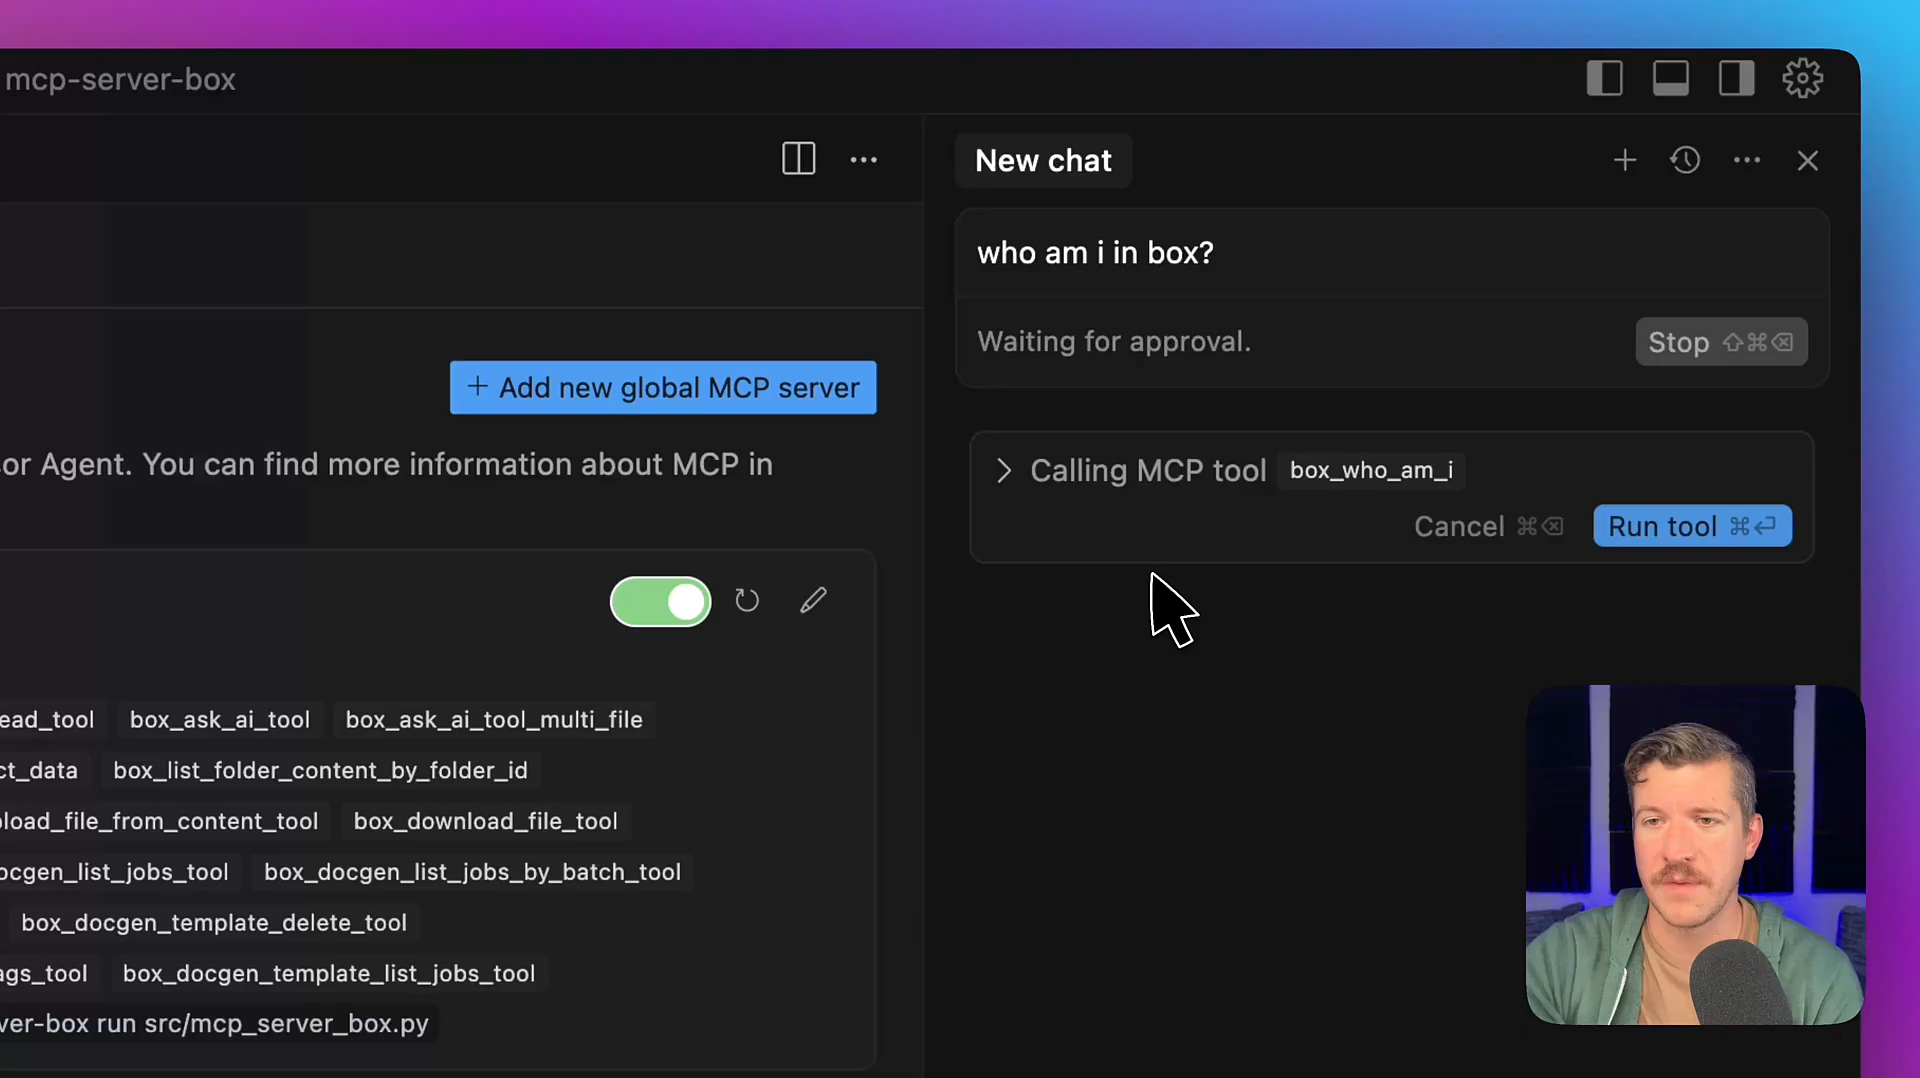 mcp-server-box
New chat
who am i in box?
Waiting for approval.
Stop ⇧⌘⌫
+ Add new global MCP server
or Agent. You can find more information about MCP in
Calling MCP tool box_who_am_i
Cancel ⌘⌫ Run tool ⌘↵
ead_tool box_ask_ai_tool box_ask_ai_tool_multi_file
ct_data box_list_folder_content_by_folder_id
load_file_from_content_tool box_download_file_tool
ocgen_list_jobs_tool box_docgen_list_jobs_by_batch_tool
box_docgen_template_delete_tool
ags_tool box_docgen_template_list_jobs_tool
ver-box run src/mcp_server_box.py